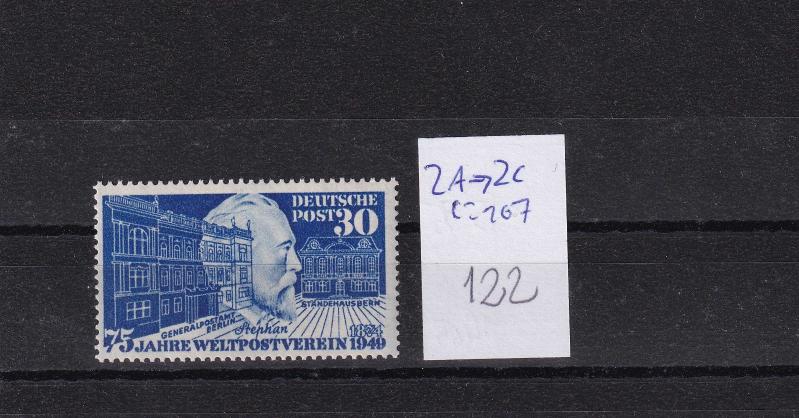 DEUTSCHE
POST 30
STÄNDEHAUS BERN
GENERALPOSTAMT
BERLIN
Stephan
1874
75 JAHRE WELTPOSTVEREIN 1949
2A⇒2C
122